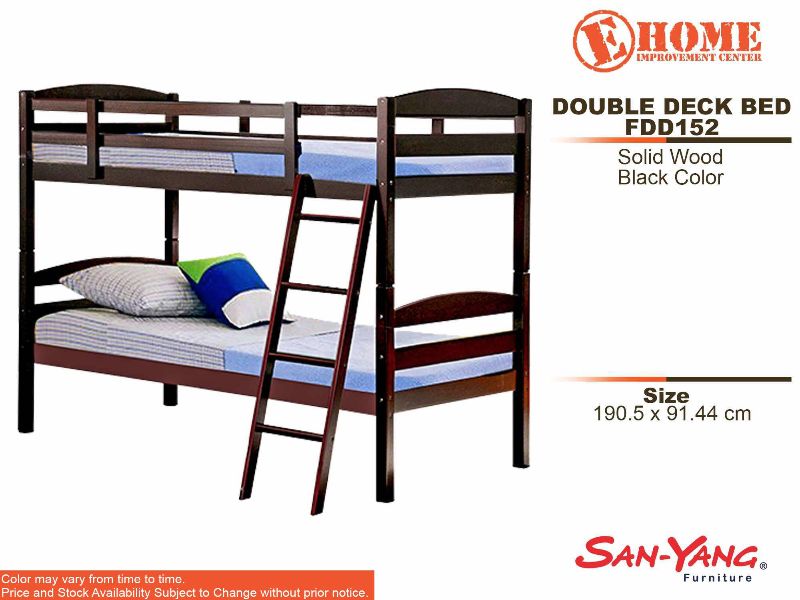 E HOME
IMPROVEMENT CENTER
DOUBLE DECK BED
FDD152
Solid Wood
Black Color
Size
190.5 x 91.44 cm
SAN-YANG®
Furniture
Color may vary from time to time.
Price and Stock Availability Subject to Change without prior notice.